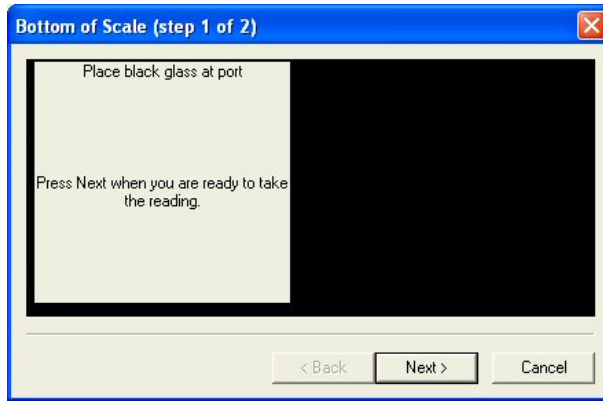 Bottom of Scale (step 1 of 2)
Place black glass at port
Press Next when you are ready to take
the reading.
< Back
Next >
Cancel